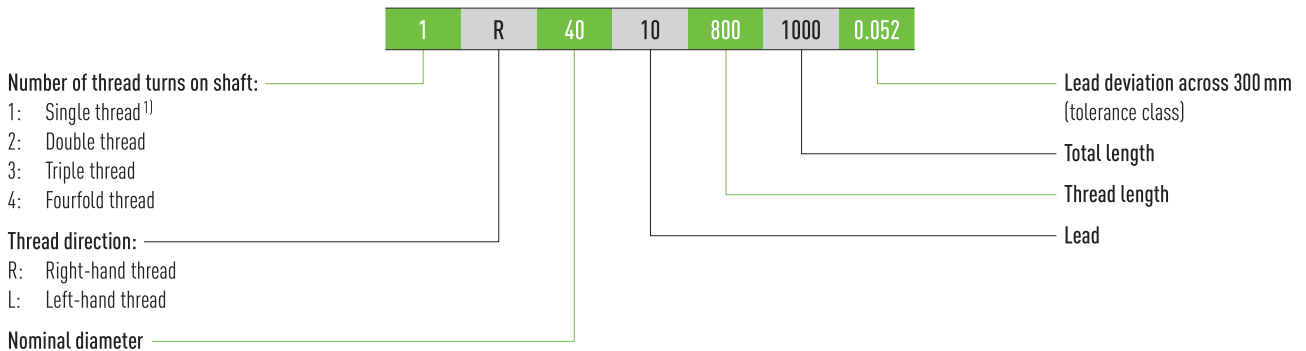 1 R 40 10 800 1000 0.052
Number of thread turns on shaft:
1: Single thread 1)
2: Double thread
3: Triple thread
4: Fourfold thread
Thread direction:
R: Right-hand thread
L: Left-hand thread
Nominal diameter
Lead deviation across 300 mm
(tolerance class)
Total length
Thread length
Lead